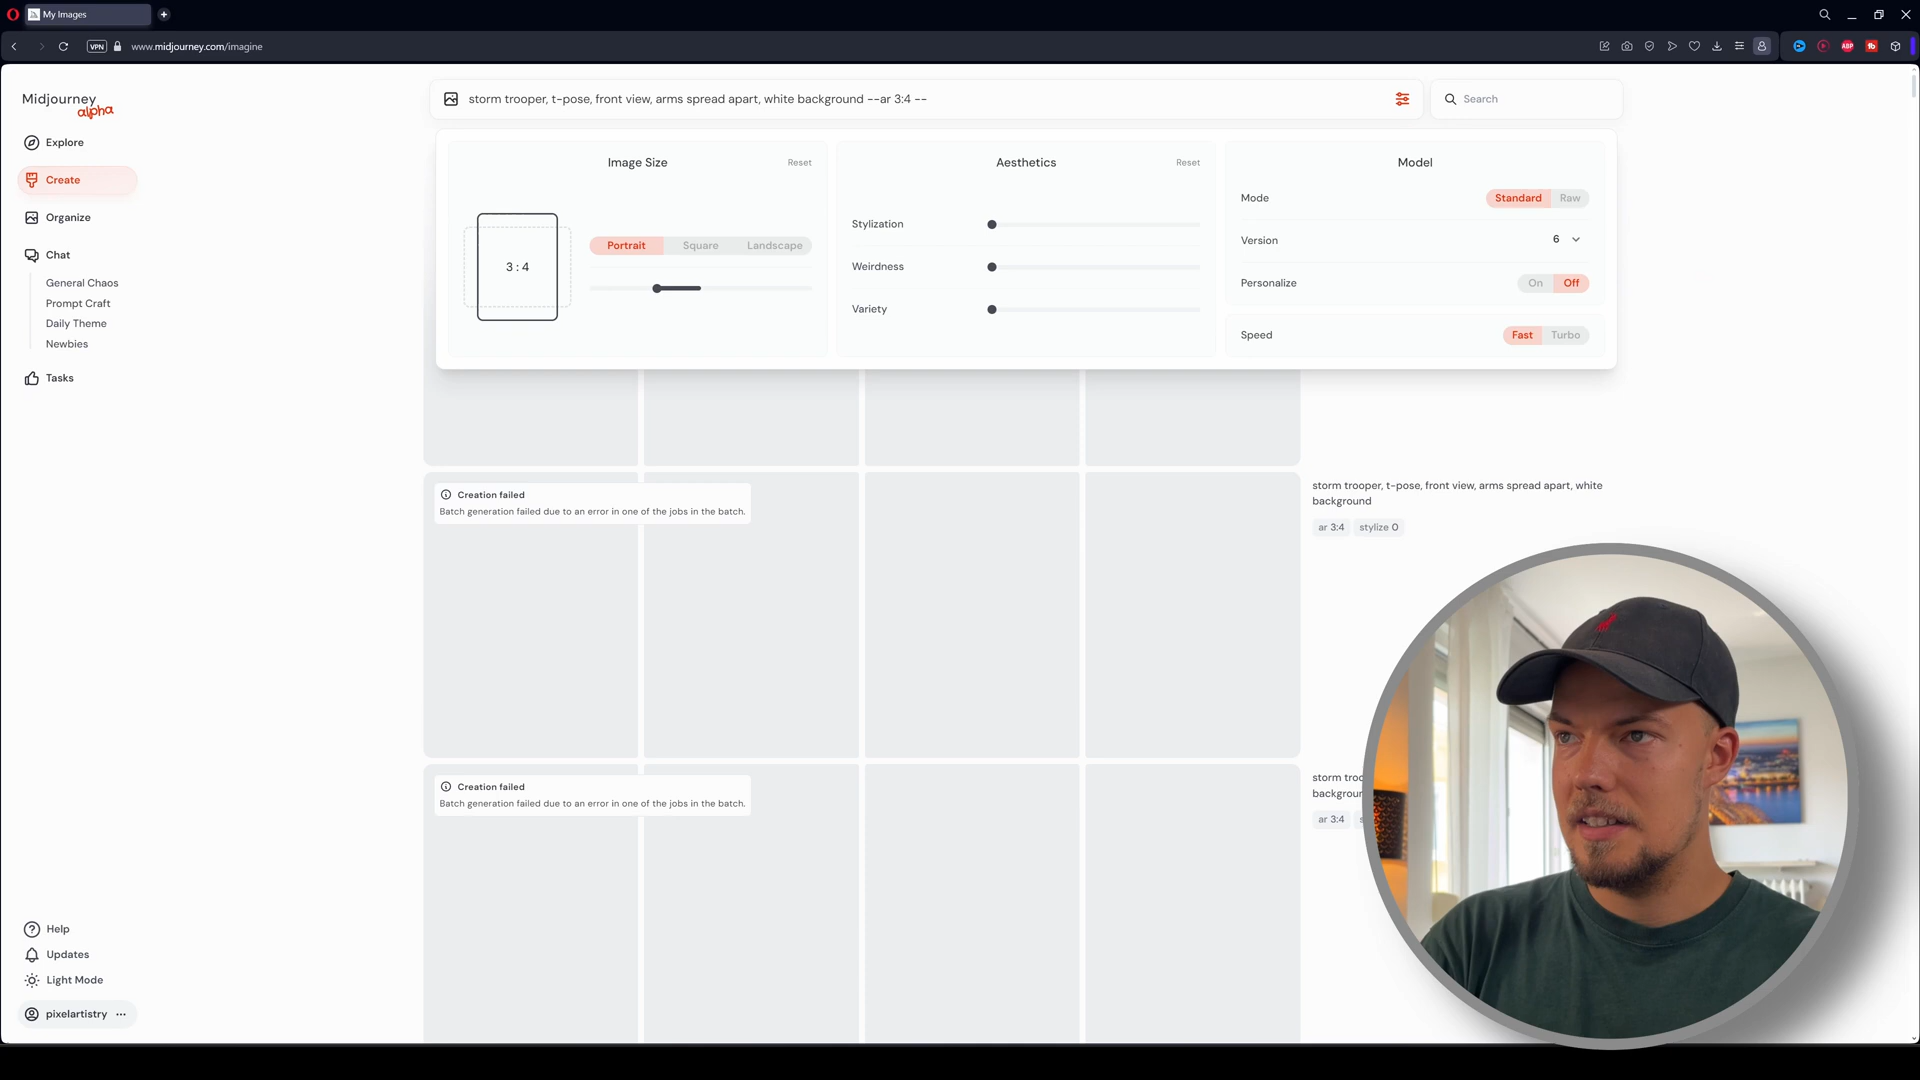 My Images
VPN
www.midjourney.com/imagine
ABP
Midjourney
alpha
storm trooper, t-pose, front view, arms spread apart, white background --ar 3:4 --
Search
Explore
Create
Organize
Chat
General Chaos
Prompt Craft
Daily Theme
Newbies
Tasks
Image Size
Reset
3 : 4
Portrait
Square
Landscape
Aesthetics
Reset
Stylization
Weirdness
Variety
Model
Mode
Standard
Raw
Version
6
Personalize
On
Off
Speed
Fast
Turbo
Creation failed
Batch generation failed due to an error in one of the jobs in the batch.
storm trooper, t-pose, front view, arms spread apart, white
background
ar 3:4
stylize 0
Creation failed
Batch generation failed due to an error in one of the jobs in the batch.
storm troo
backgroun
ar 3:4
s
Help
Updates
Light Mode
pixelartistry